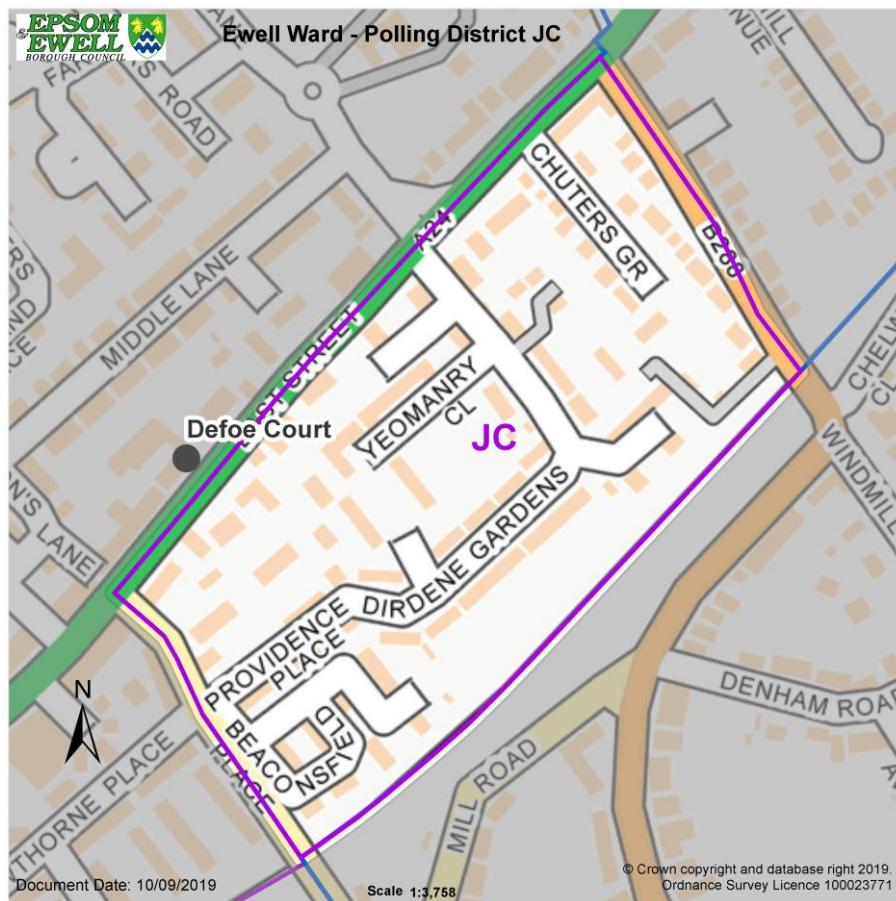 EPSOM
& EWELL
BOROUGH COUNCIL
Ewell Ward - Polling District JC
ROAD
MIDDLE LANE
A24
CHUTERS GR
STREET
Defoe Court
YEOMANRY
CL
JC
WINDMILL
DIRDENE GARDENS
PROVIDENCE
PLACE
BEACONSFIELD
PLACE
THORNE PLACE
MILL ROAD
DENHAM ROA
N
Document Date: 10/09/2019
Scale 1:3,758
© Crown copyright and database right 2019.
Ordnance Survey Licence 100023771